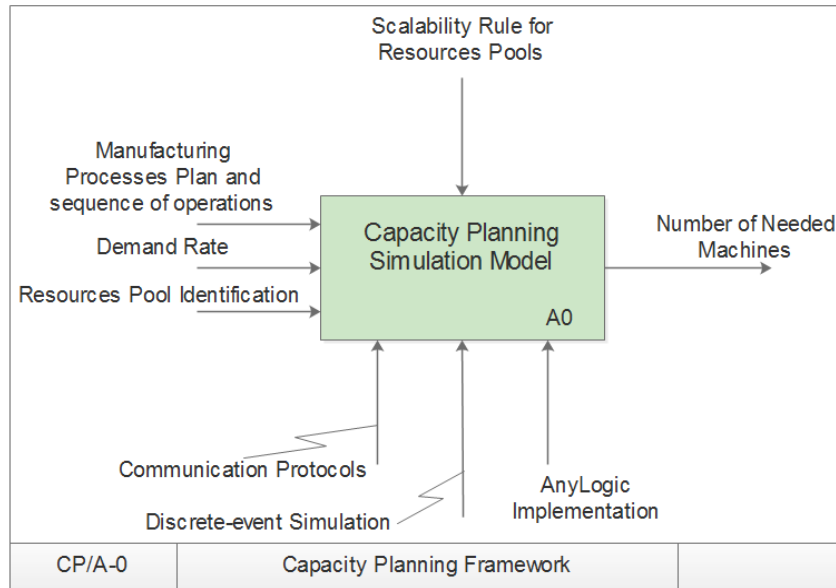 Scalability Rule for
Resources Pools
Manufacturing
Processes Plan and
sequence of operations
Demand Rate
Resources Pool Identification
Capacity Planning
Simulation Model
A0
Number of Needed
Machines
Communication Protocols
Discrete-event Simulation
AnyLogic
Implementation
CP/A-0
Capacity Planning Framework